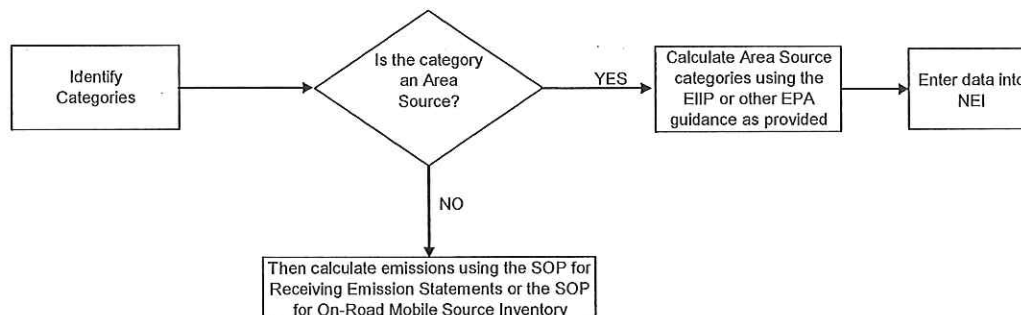 Identify
Categories
Is the category
an Area
Source?
YES
Calculate Area Source
categories using the
EIIP or other EPA
guidance as provided
Enter data into
NEI
NO
Then calculate emissions using the SOP for
Receiving Emission Statements or the SOP
for On-Road Mobile Source Inventory